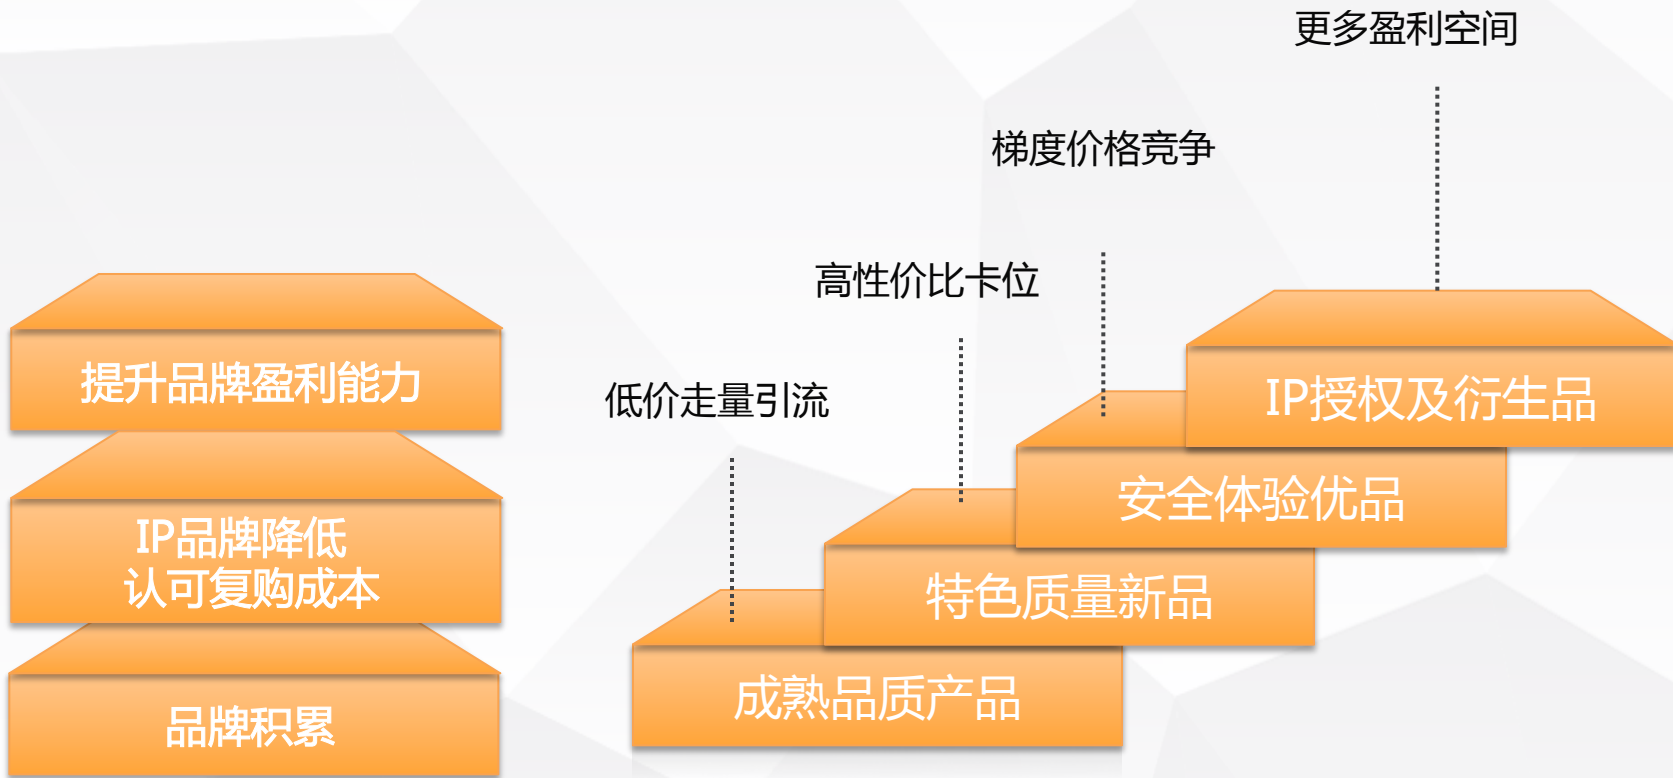 更多盈利空间
梯度价格竞争
高性价比卡位
低价走量引流
提升品牌盈利能力
IP品牌降低
认可复购成本
品牌积累
IP授权及衍生品
安全体验优品
特色质量新品
成熟品质产品